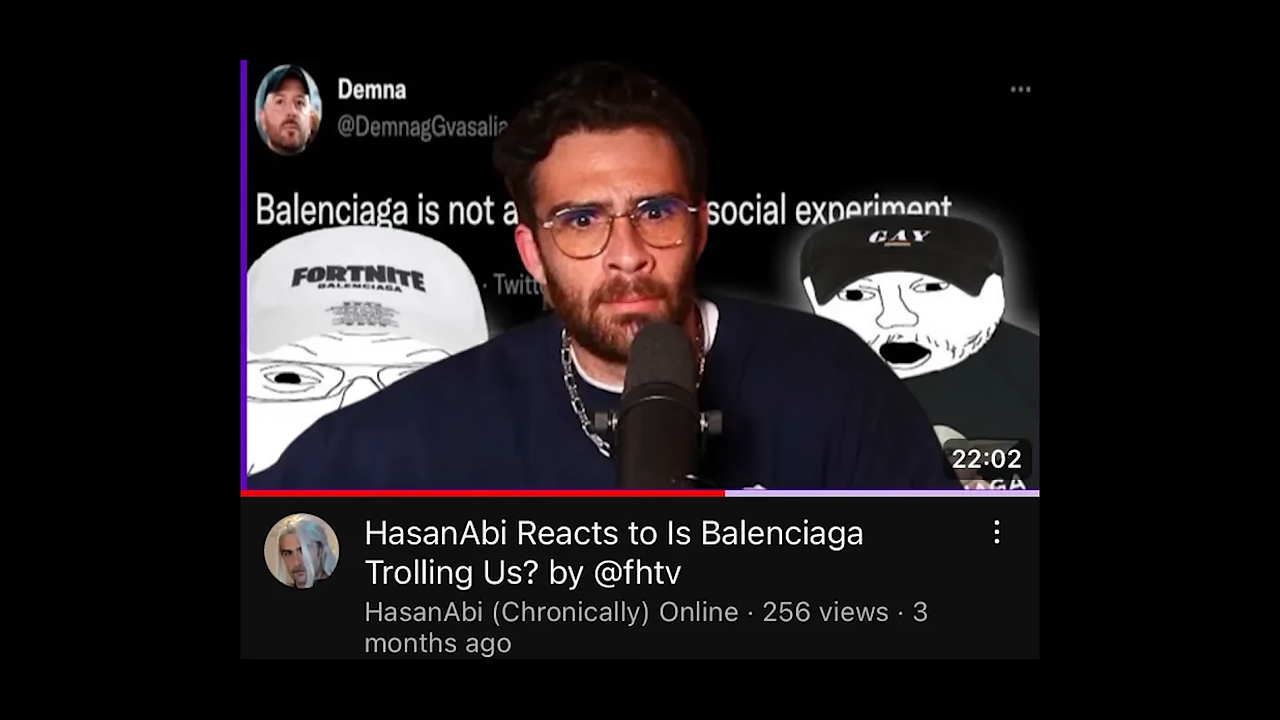 Demna
@DemnagGvasalia
Balenciaga is not a social experiment
· Twitt
FORTNITE
BALENCIAGA
GAY
22:02
HasanAbi Reacts to Is Balenciaga
Trolling Us? by @fhtv
HasanAbi (Chronically) Online · 256 views · 3
months ago